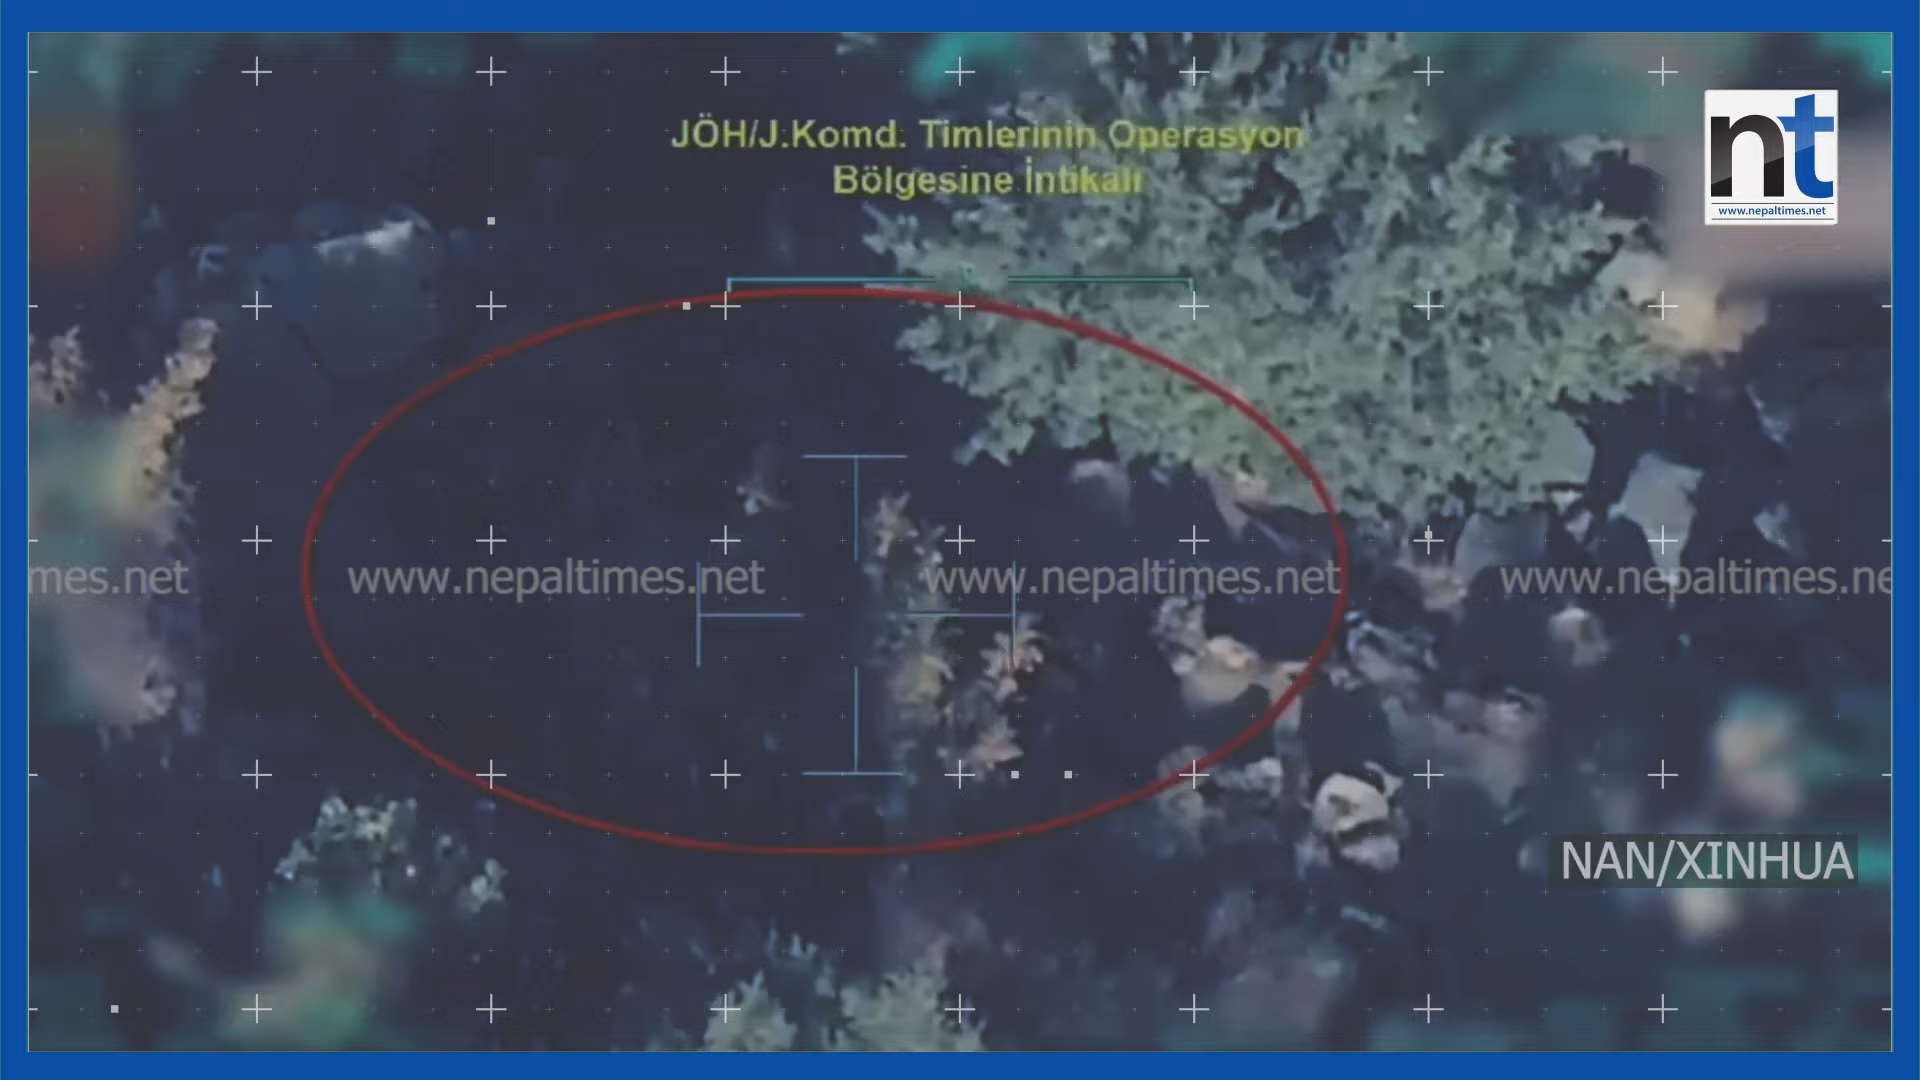 JÖH/J.Komd. Timlerinin Operasyon
Bölgesine İntikali
nt
www.nepaltimes.net
mes.net www.nepaltimes.net www.nepaltimes.net www.nepaltimes.ne
NAN/XINHUA